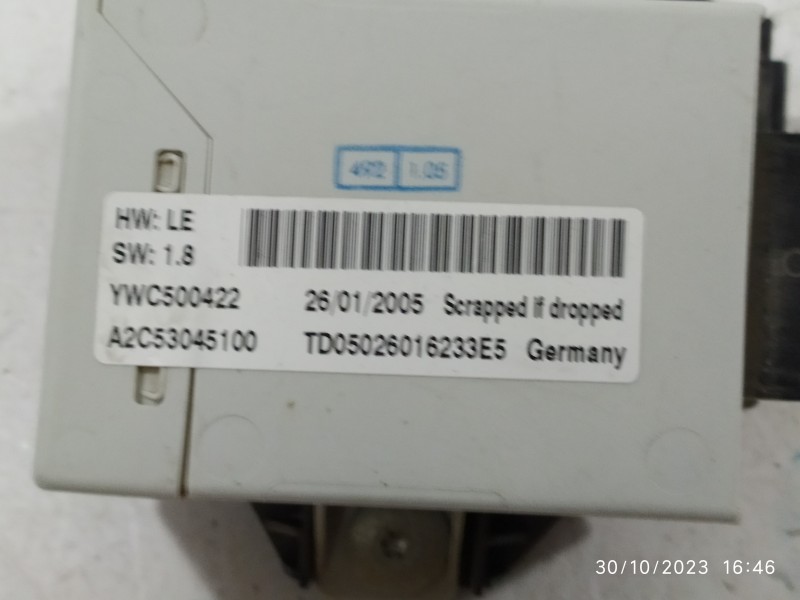 492 1.05
HW: LE
SW: 1.8
YWC500422 26/01/2005 Scrapped if dropped
A2C53045100 TD05026016233E5 Germany
30/10/2023 16:46